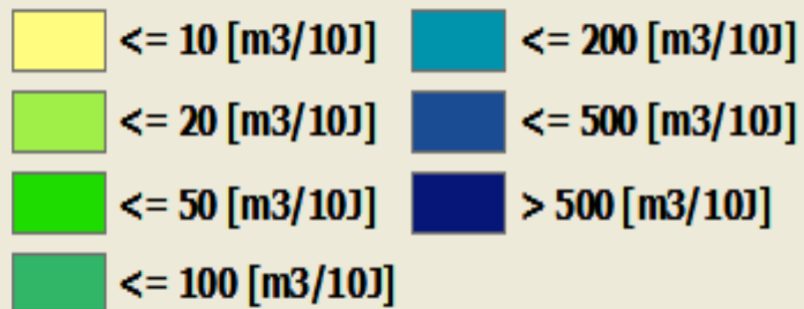 <= 10 [m3/10J]
<= 20 [m3/10J]
<= 50 [m3/10J]
<= 100 [m3/10J]
<= 200 [m3/10J]
<= 500 [m3/10J]
> 500 [m3/10J]